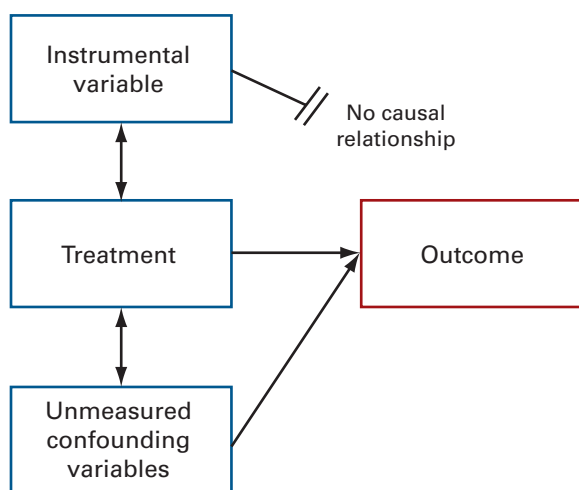 Instrumental
variable
No causal
relationship
Treatment
Outcome
Unmeasured
confounding
variables